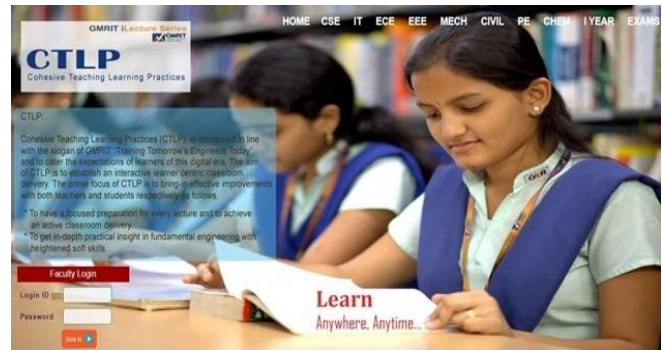 GMRIT iLecture Series
GMRIT
CTLP
Cohesive Teaching Learning Practices
HOME CSE IT ECE EEE MECH CIVIL PE CHEM I YEAR EXAMS
CTLP:
Cohesive Teaching Learning Practices (CTLP), is introduced in line
with the slogan of GMRIT "Training Tomorrow's Engineers Today",
and to cater the expectations of learners of this digital era. The aim
of CTLP is to establish an interactive learner centric classroom
delivery. The prime focus of CTLP is to bring-in effective improvements
with both teachers and students respectively as follows.
* To have a focused preparation for every lecture and to achieve
an active classroom delivery.
* To get in-depth practical insight in fundamental engineering with
heightened soft skills.
Faculty Login
Login ID
Password
Sign In
Learn
Anywhere, Anytime...